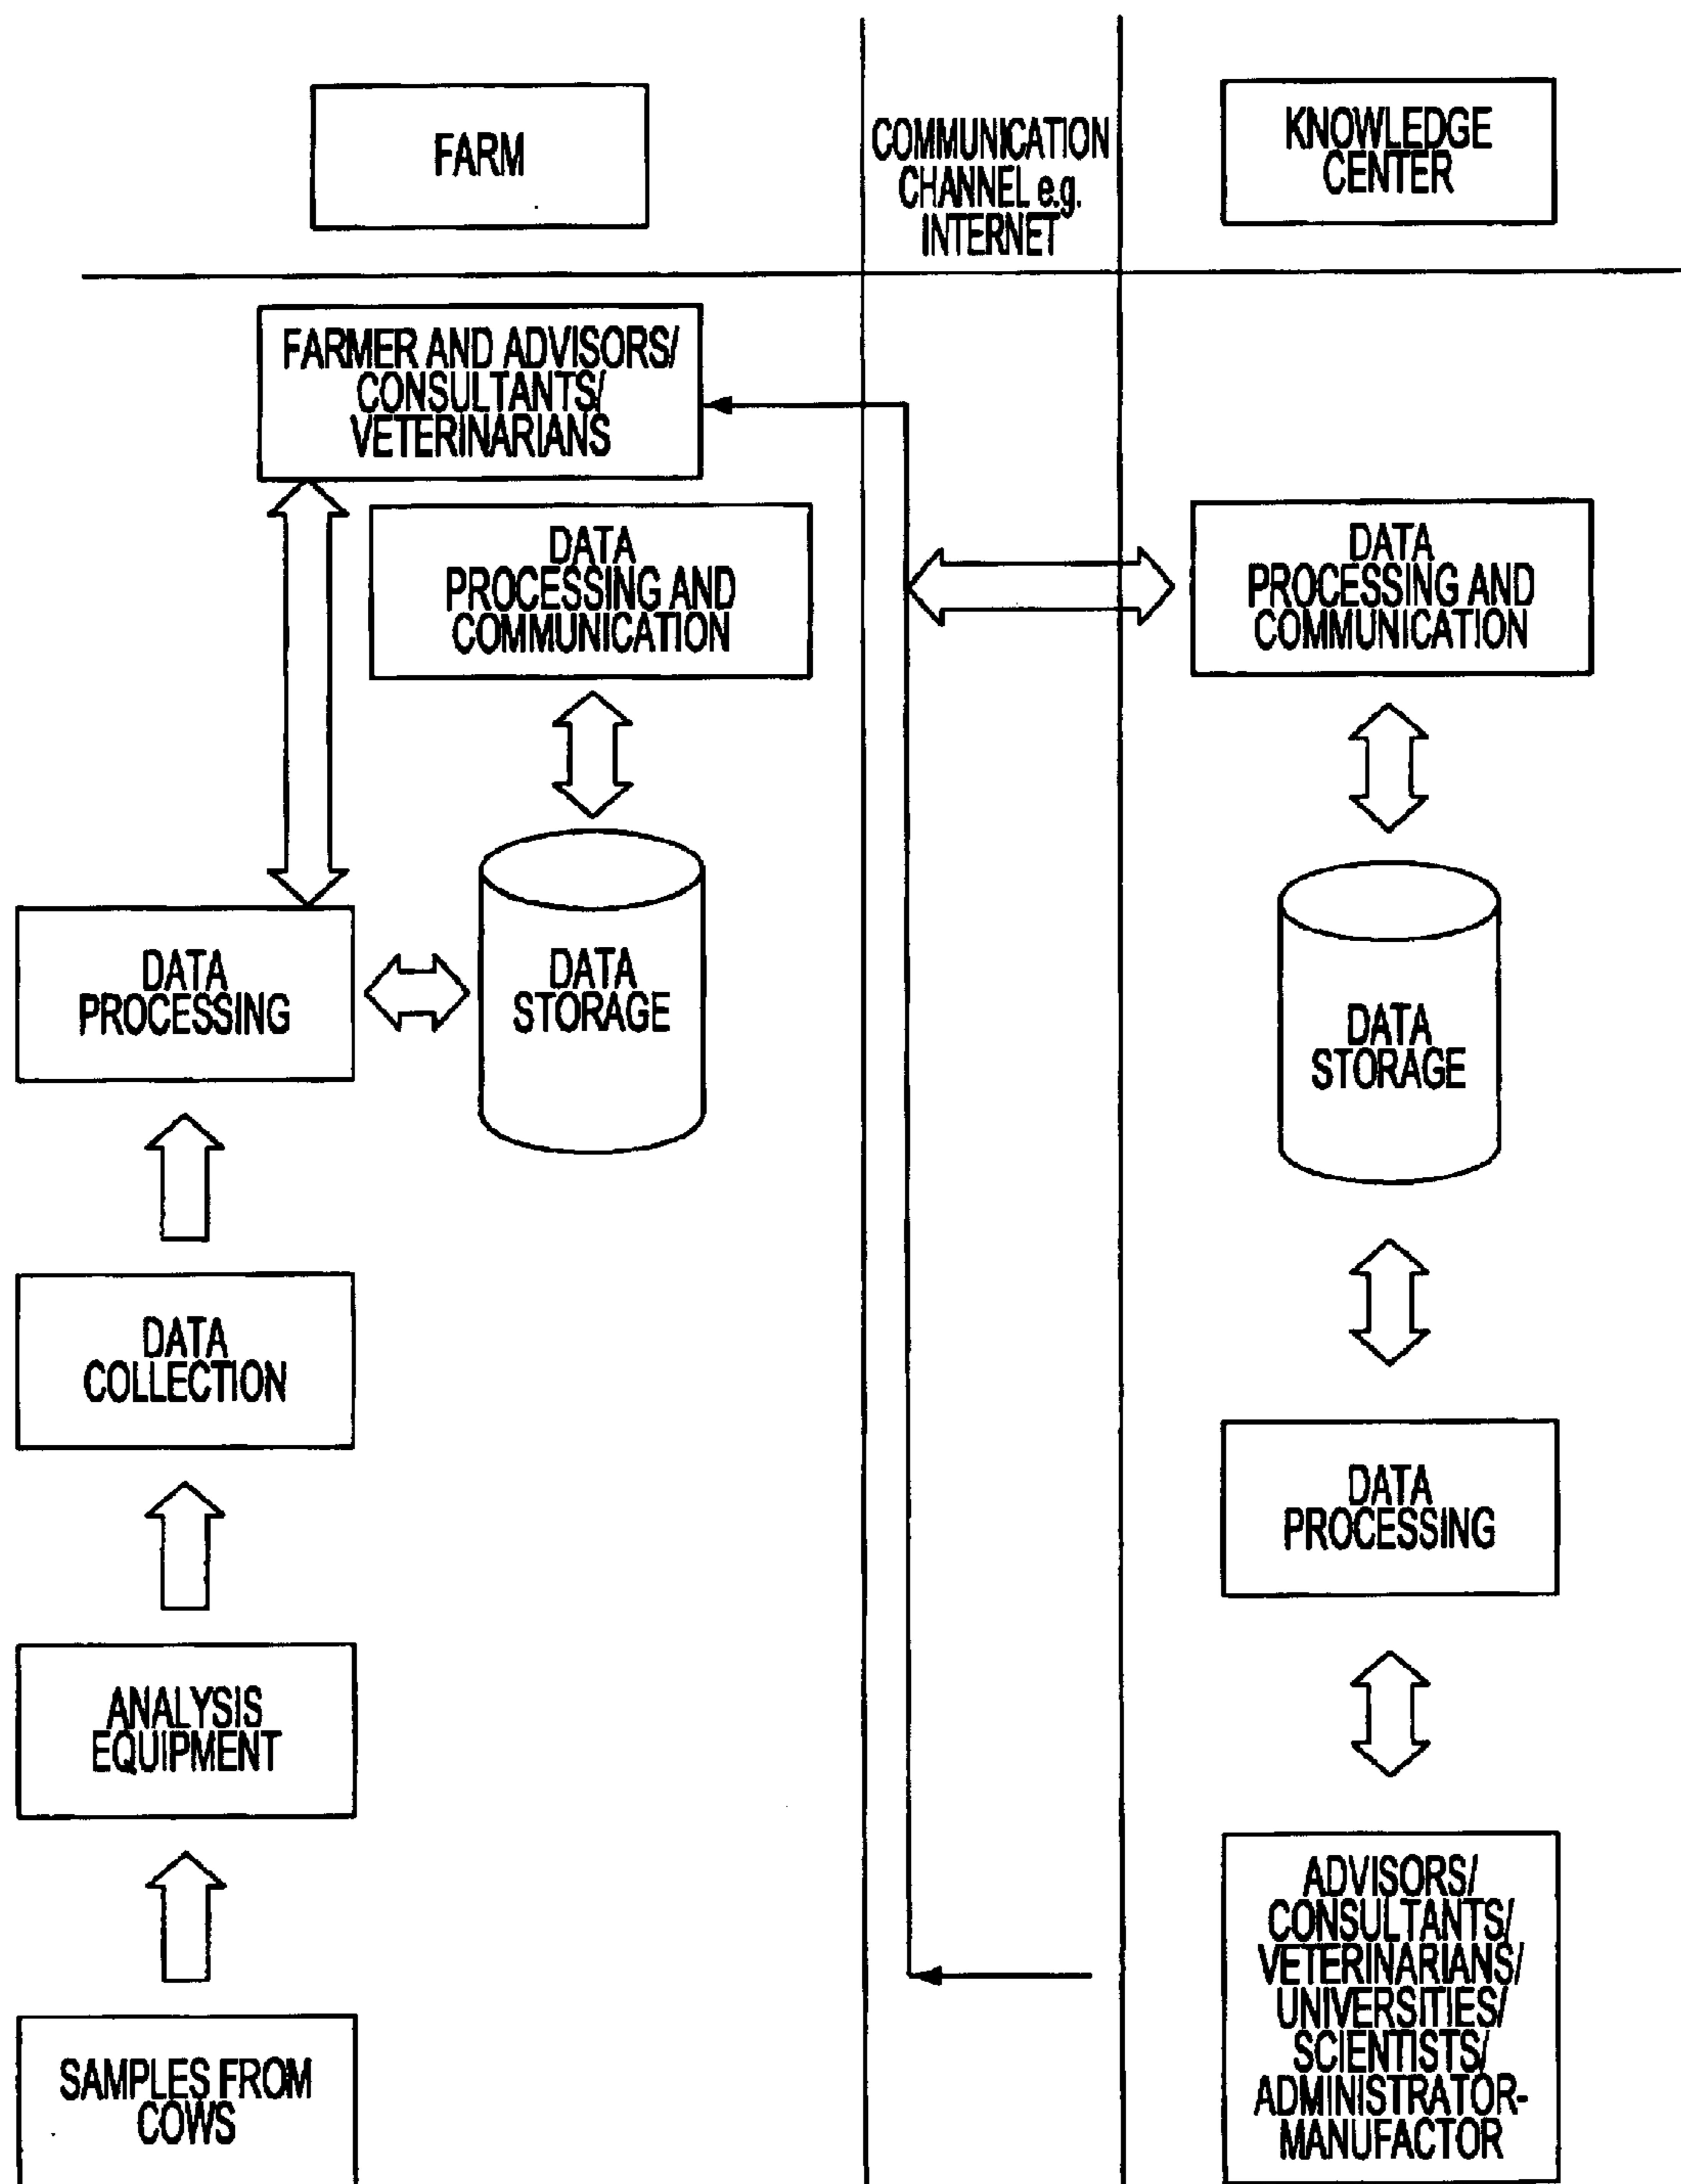 FARM
COMMUNICATION
CHANNEL e.g.
INTERNET
KNOWLEDGE
CENTER
FARMER AND ADVISORS/
CONSULTANTS/
VETERINARIANS
DATA
PROCESSING AND
COMMUNICATION
DATA
PROCESSING AND
COMMUNICATION
DATA
PROCESSING
DATA
STORAGE
DATA
STORAGE
DATA
COLLECTION
DATA
PROCESSING
ANALYSIS
EQUIPMENT
SAMPLES FROM
COWS
ADVISORS/
CONSULTANTS/
VETERINARIANS/
UNIVERSITIES/
SCIENTISTS/
ADMINISTRATOR-
MANUFACTOR